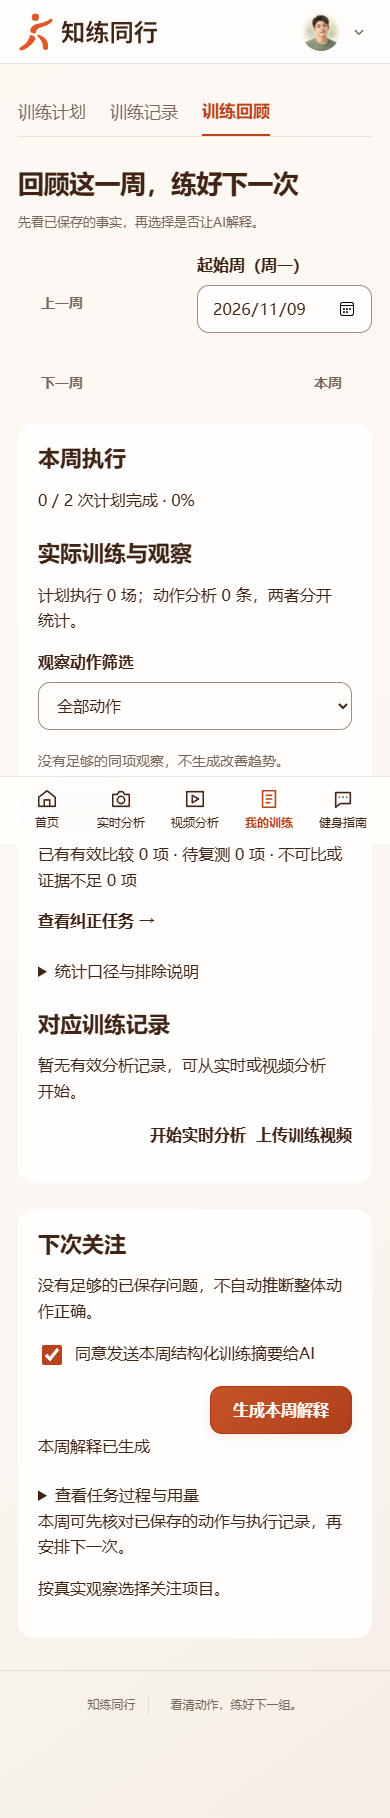 知练同行
训练计划 训练记录 训练回顾
回顾这一周，练好下一次
先看已保存的事实，再选择是否让AI解释。
起始周（周一）
上一周
2026/11/09
下一周
本周
本周执行
0 / 2 次计划完成 · 0%
实际训练与观察
计划执行 0 场；动作分析 0 条，两者分开
统计。
观察动作筛选
全部动作
没有足够的同项观察，不生成改善趋势。
首页 实时分析 视频分析 我的训练 健身指南
已有有效比较 0 项 · 待复测 0 项 · 不可比或
证据不足 0 项
查看纠正任务 →
统计口径与排除说明
对应训练记录
暂无有效分析记录，可从实时或视频分析
开始。
开始实时分析 上传训练视频
下次关注
没有足够的已保存问题，不自动推断整体动
作正确。
同意发送本周结构化训练摘要给AI
生成本周解释
本周解释已生成
查看任务过程与用量
本周可先核对已保存的动作与执行记录，再
安排下一次。
按真实观察选择关注项目。
知练同行 看清动作，练好下一组。